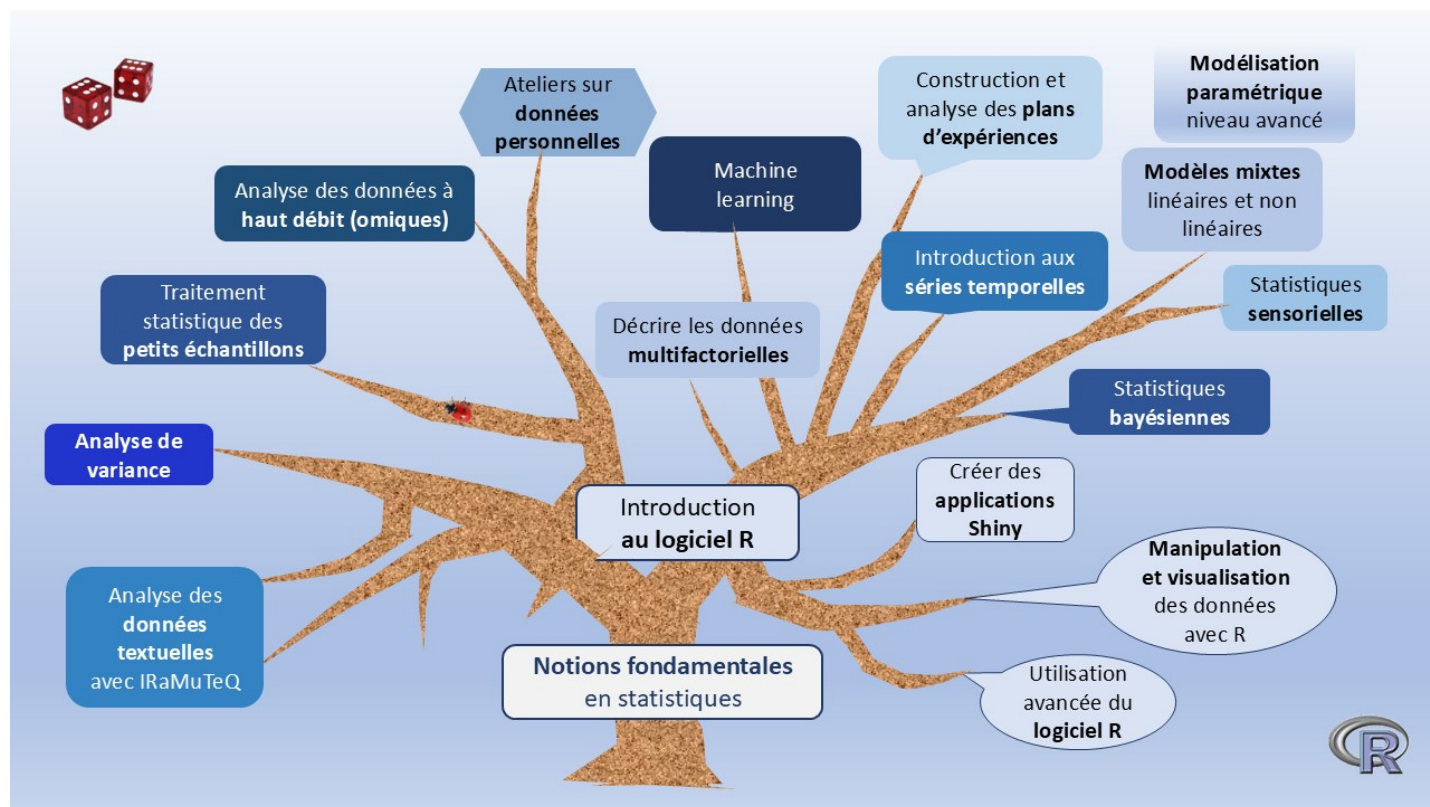 Ateliers sur
données
personnelles
Construction et
analyse des plans
d’expériences
Modélisation
paramétrique
niveau avancé
Analyse des données à
haut débit (omiques)
Machine
learning
Modèles mixtes
linéaires et non
linéaires
Traitement
statistique des
petits échantillons
Décrire les données
multifactorielles
Introduction aux
séries temporelles
Statistiques
sensorielles
Analyse de
variance
Statistiques
bayésiennes
Introduction
au logiciel R
Créer des
applications
Shiny
Manipulation
et visualisation
des données
avec R
Analyse des
données
textuelles
avec IRaMuTeQ
Notions fondamentales
en statistiques
Utilisation
avancée du
logiciel R
R